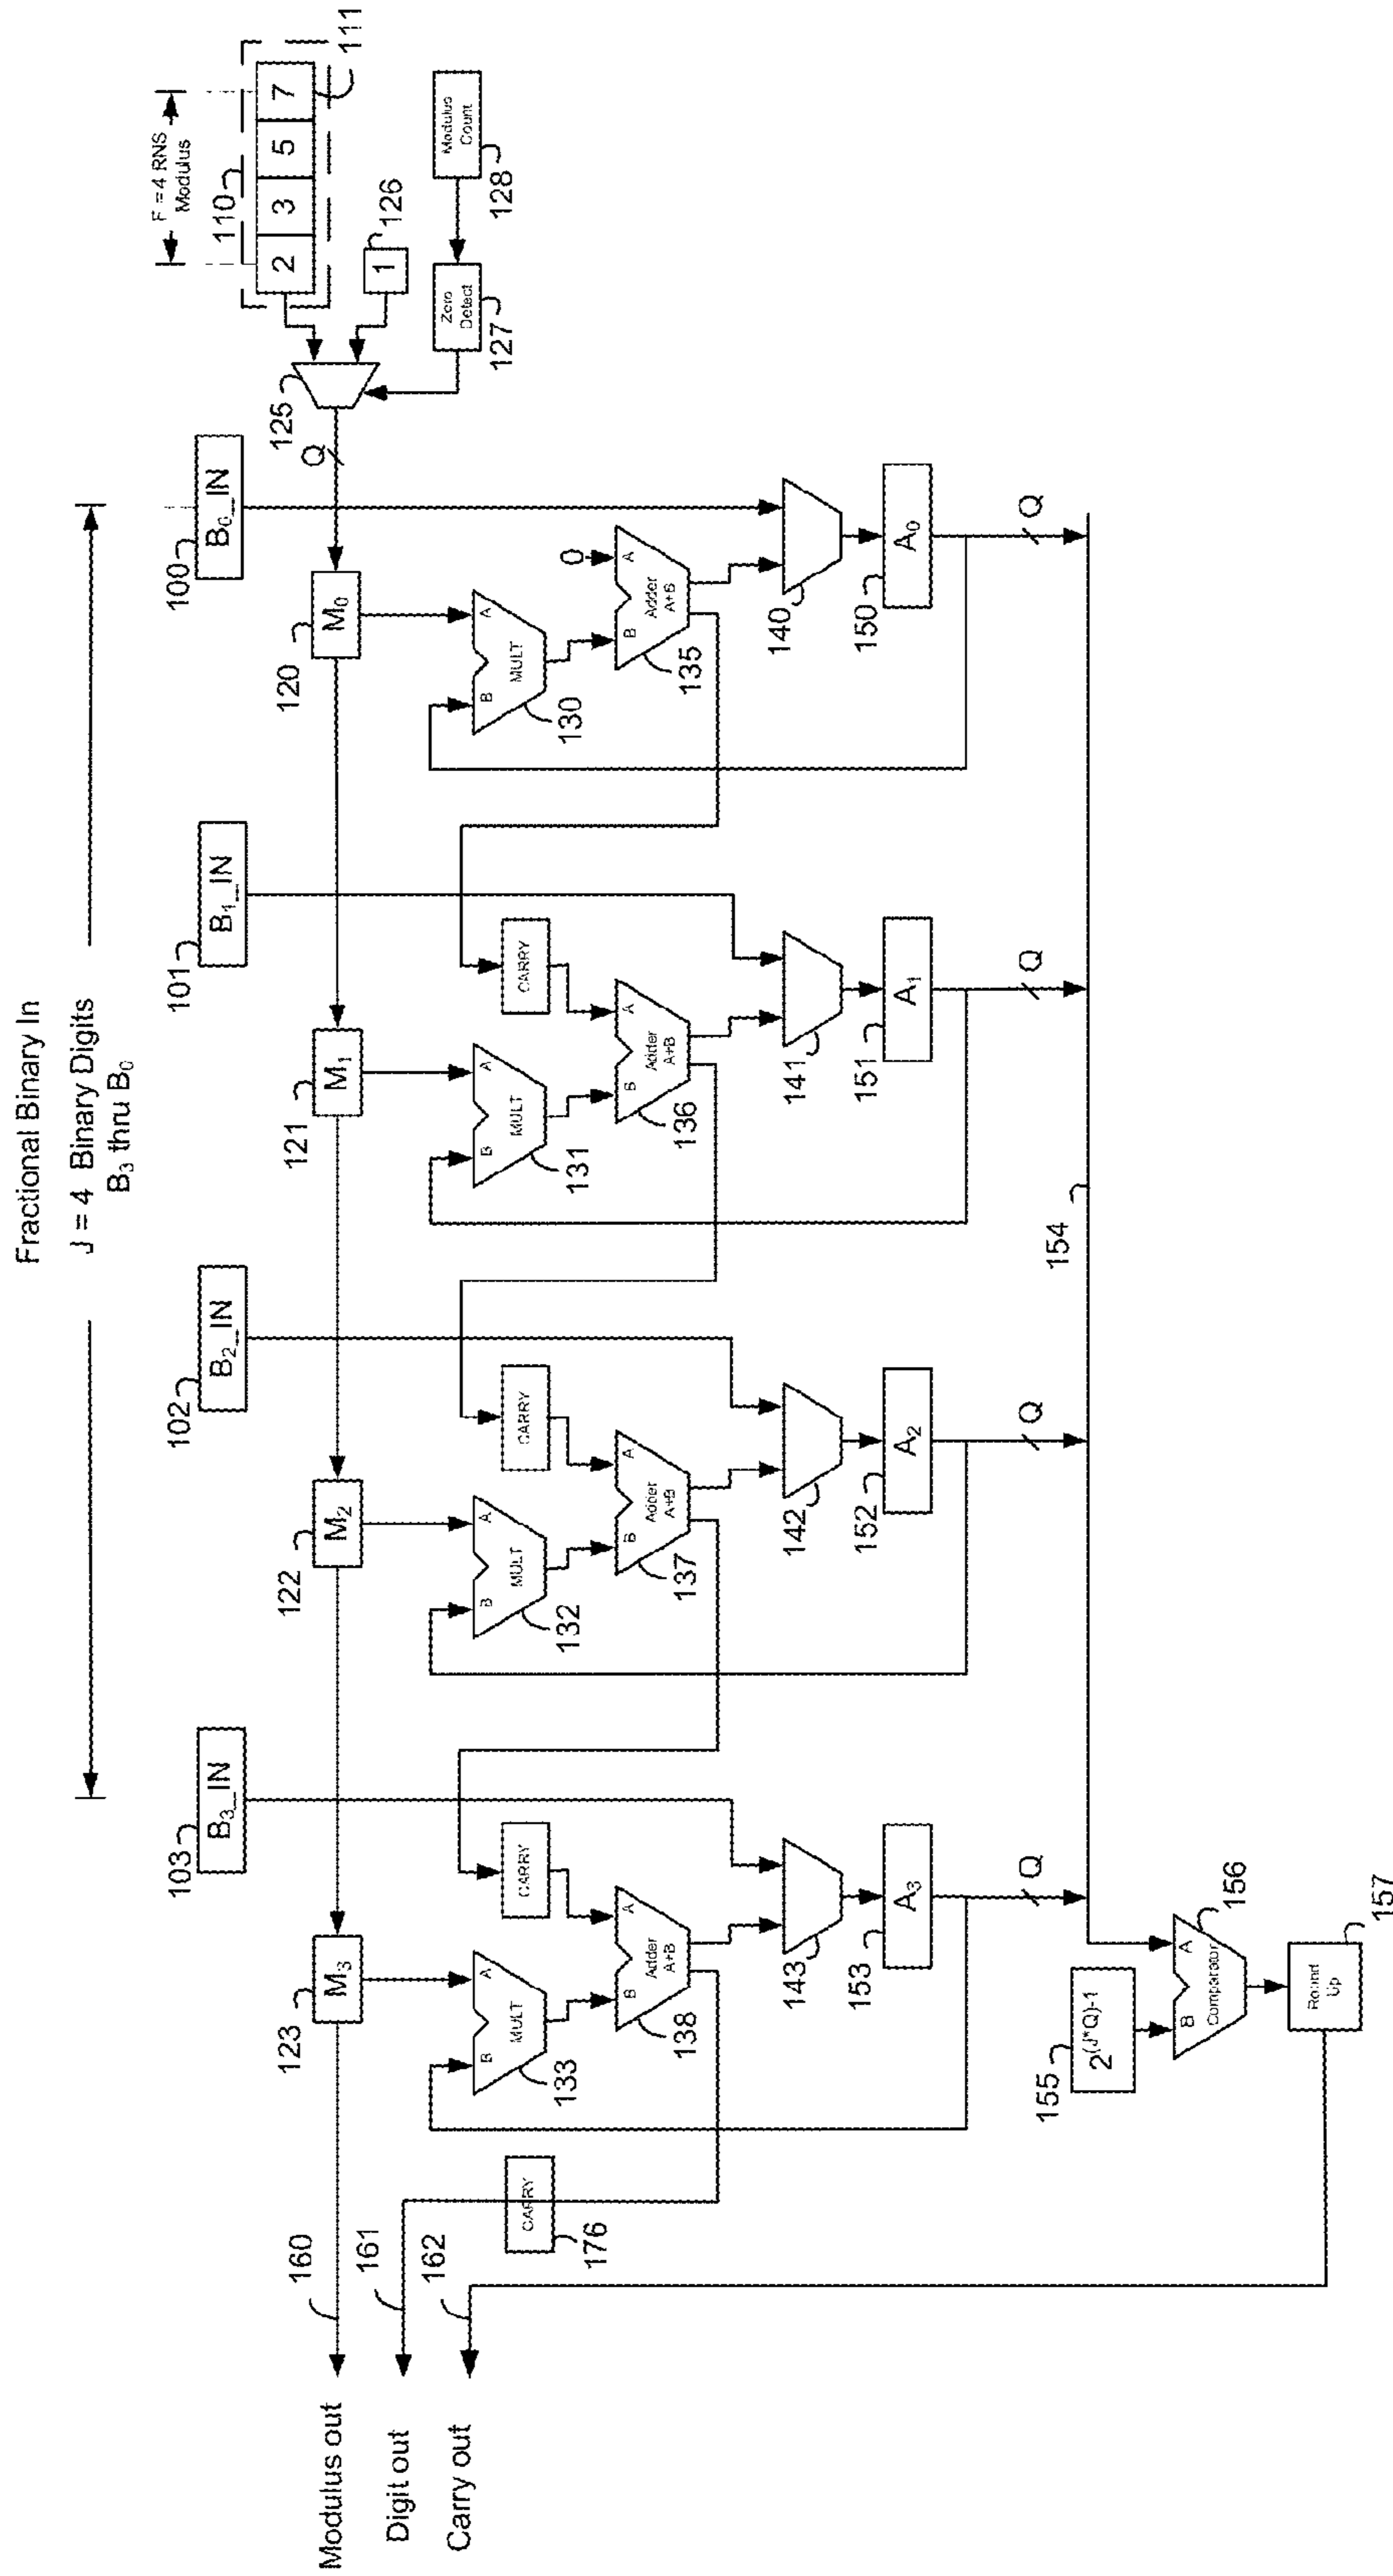 Fractional Binary In
J = 4 Binary Digits
B₃ thru B₀
F = 4 RNS
Modulus
110
2 3 5 7
111
103 102 101 100
B₃_IN B₂_IN B₁_IN B₀_IN
125
1
126
Q
Zero
Detect
127
Modulus
Count
128
160
M₃ M₂ M₁ M₀
123 122 121 120
Modulus out
161
Digit out
162
Carry out
CARRY
176
B A
MULT
133
CARRY
B A
MULT
132
CARRY
B A
MULT
131
CARRY
B A
MULT
130
0
B A
Adder
A+B
138
B A
Adder
A+B
137
B A
Adder
A+B
136
B A
Adder
A+B
135
143 142 141 140
A₃ A₂ A₁ A₀
153 152 151 150
Q Q Q Q
154
155
2^(J*Q)-1
B A
Comparator
156
Round
Up
157